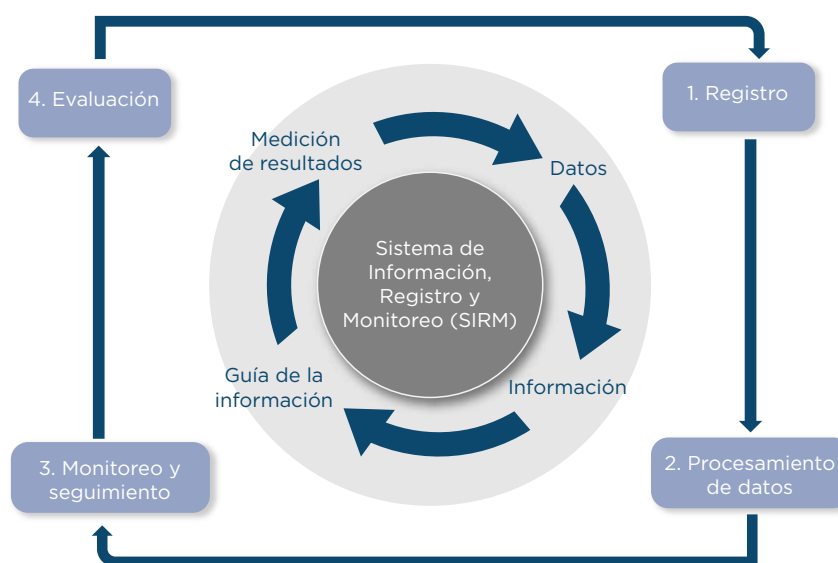 4. Evaluación
1. Registro
Medición
de resultados
Datos
Sistema de
Información,
Registro y
Monitoreo (SIRM)
Guía de la
información
Información
3. Monitoreo y
seguimiento
2. Procesamiento
de datos